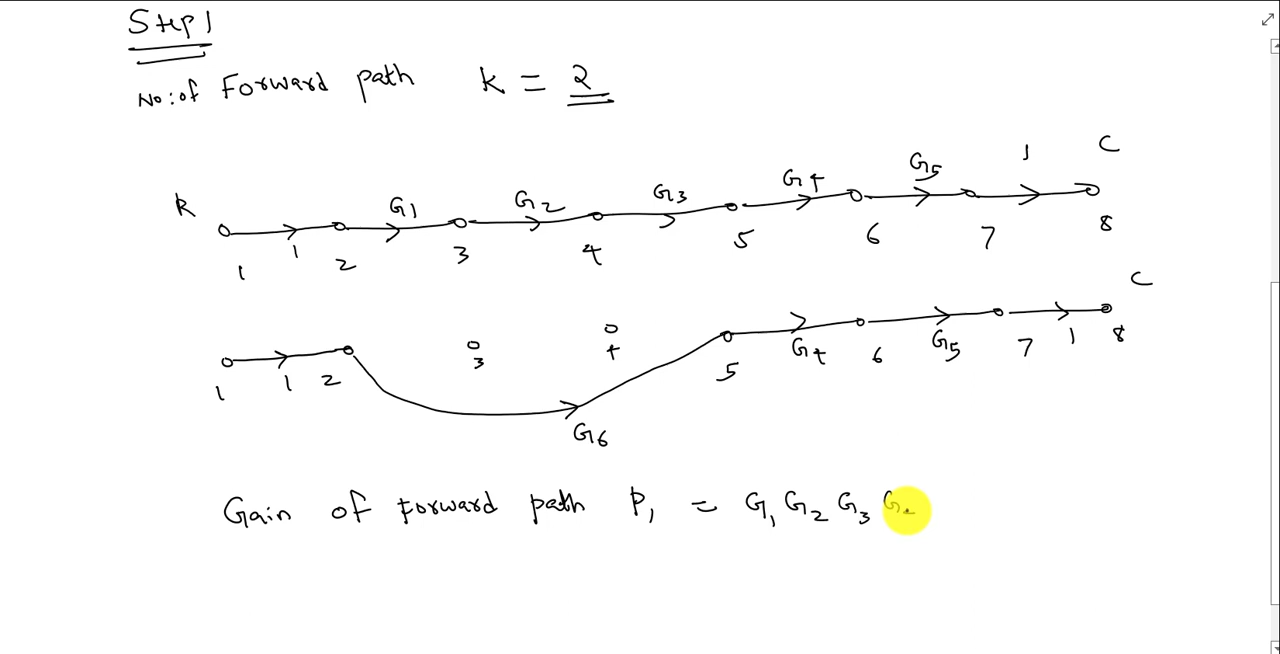 Step 1
No: of Forward path K = 2
R 1 G1 G2 G3 G4 G5 1 C
1 2 3 4 5 6 7 8
C
1 1 2 3 4 5 G4 6 G5 7 1 8
G6
Gain of forward path P1 = G1 G2 G3 G